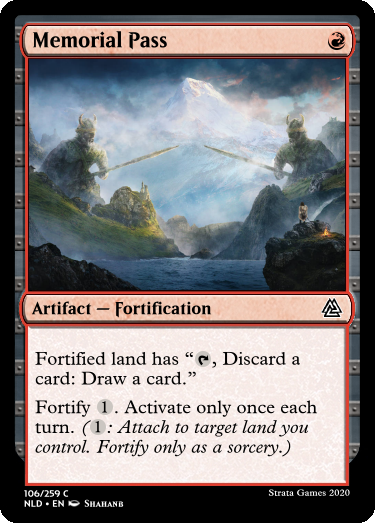 Memorial Pass
Artifact — Fortification
Fortified land has “T, Discard a
card: Draw a card.”
Fortify 1. Activate only once each
turn. (1: Attach to target land you
control. Fortify only as a sorcery.)
106/259 C
NLD • EN Shahanb
Strata Games 2020